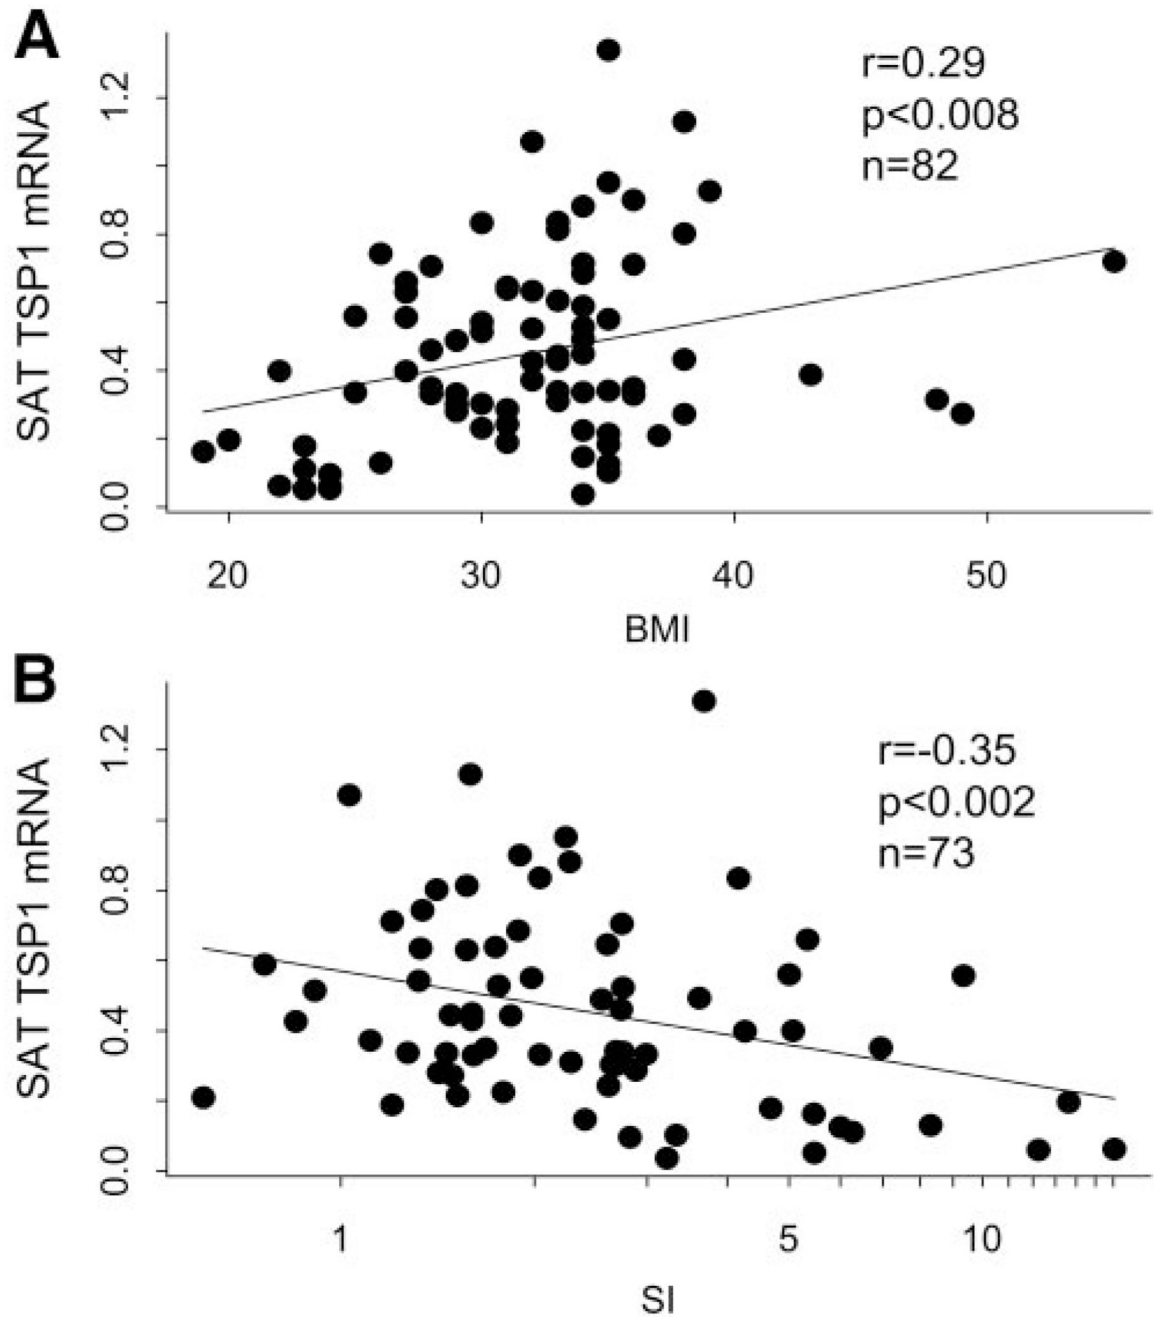 A
r=0.29
p<0.008
n=82
SAT TSP1 mRNA
0.0 0.4 0.8 1.2
20 30 40 50
BMI
B
r=-0.35
p<0.002
n=73
SAT TSP1 mRNA
0.0 0.4 0.8 1.2
1 5 10
SI